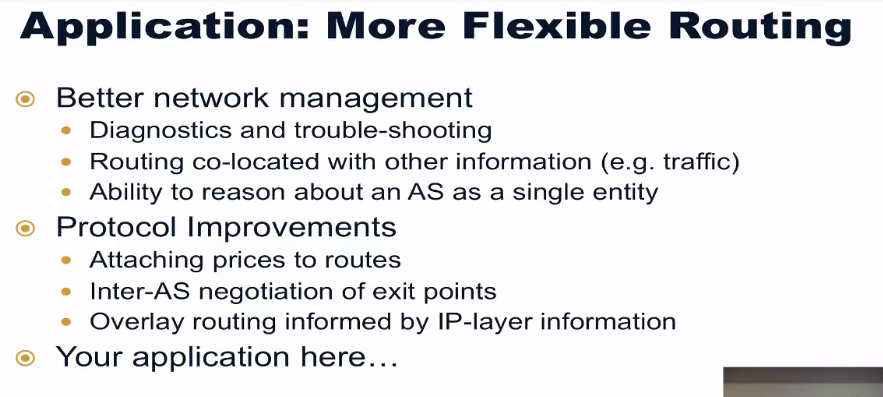 Application: More Flexible Routing
Better network management
Diagnostics and trouble-shooting
Routing co-located with other information (e.g. traffic)
Ability to reason about an AS as a single entity
Protocol Improvements
Attaching prices to routes
Inter-AS negotiation of exit points
Overlay routing informed by IP-layer information
Your application here…